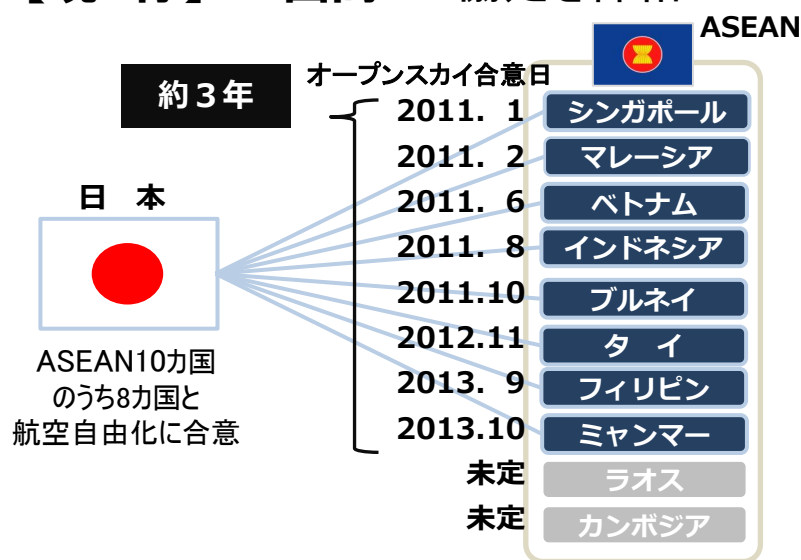 ASEAN
オープンスカイ合意日
約３年
2011. 1 シンガポール
2011. 2 マレーシア
2011. 6 ベトナム
2011. 8 インドネシア
2011.10 ブルネイ
2012.11 タ イ
2013. 9 フィリピン
2013.10 ミャンマー
未定 ラオス
未定 カンボジア
日 本
ASEAN10カ国
のうち8カ国と
航空自由化に合意